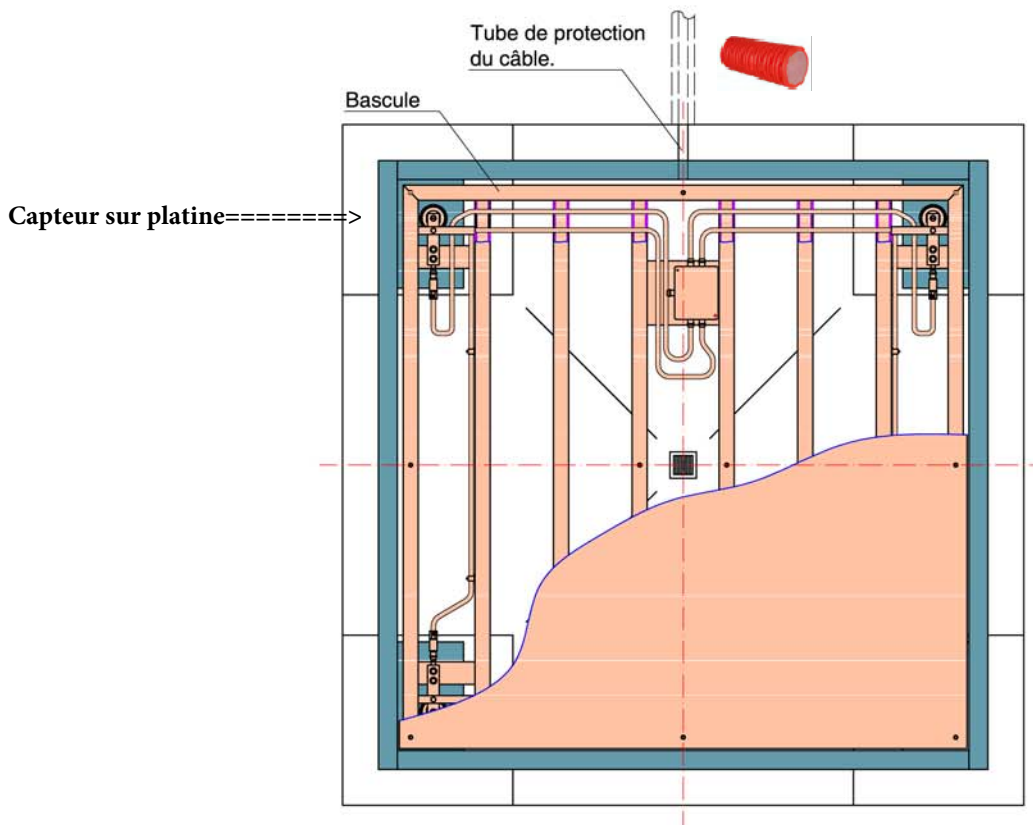 Tube de protection
du câble.
Bascule
Capteur sur platine========>